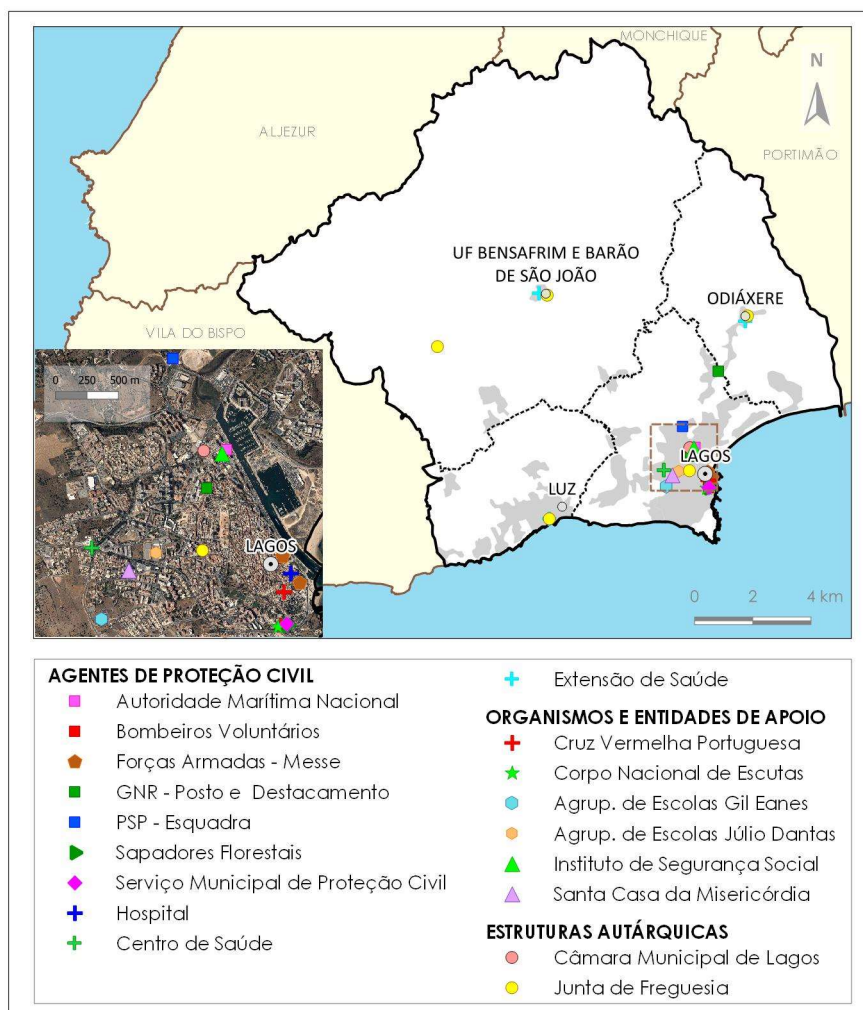 MONCHIQUE
N
ALJEZUR
PORTIMÃO
UF BENSAFRIM E BARÃO
DE SÃO JOÃO
ODIÁXERE
VILA DO BISPO
0 250 500 m
LAGOS
LUZ
LAGOS
0 2 4 km
AGENTES DE PROTEÇÃO CIVIL
Autoridade Marítima Nacional
Bombeiros Voluntários
Forças Armadas - Messe
GNR - Posto e Destacamento
PSP - Esquadra
Sapadores Florestais
Serviço Municipal de Proteção Civil
Hospital
Centro de Saúde
Extensão de Saúde
ORGANISMOS E ENTIDADES DE APOIO
Cruz Vermelha Portuguesa
Corpo Nacional de Escutas
Agrup. de Escolas Gil Eanes
Agrup. de Escolas Júlio Dantas
Instituto de Segurança Social
Santa Casa da Misericórdia
ESTRUTURAS AUTÁRQUICAS
Câmara Municipal de Lagos
Junta de Freguesia